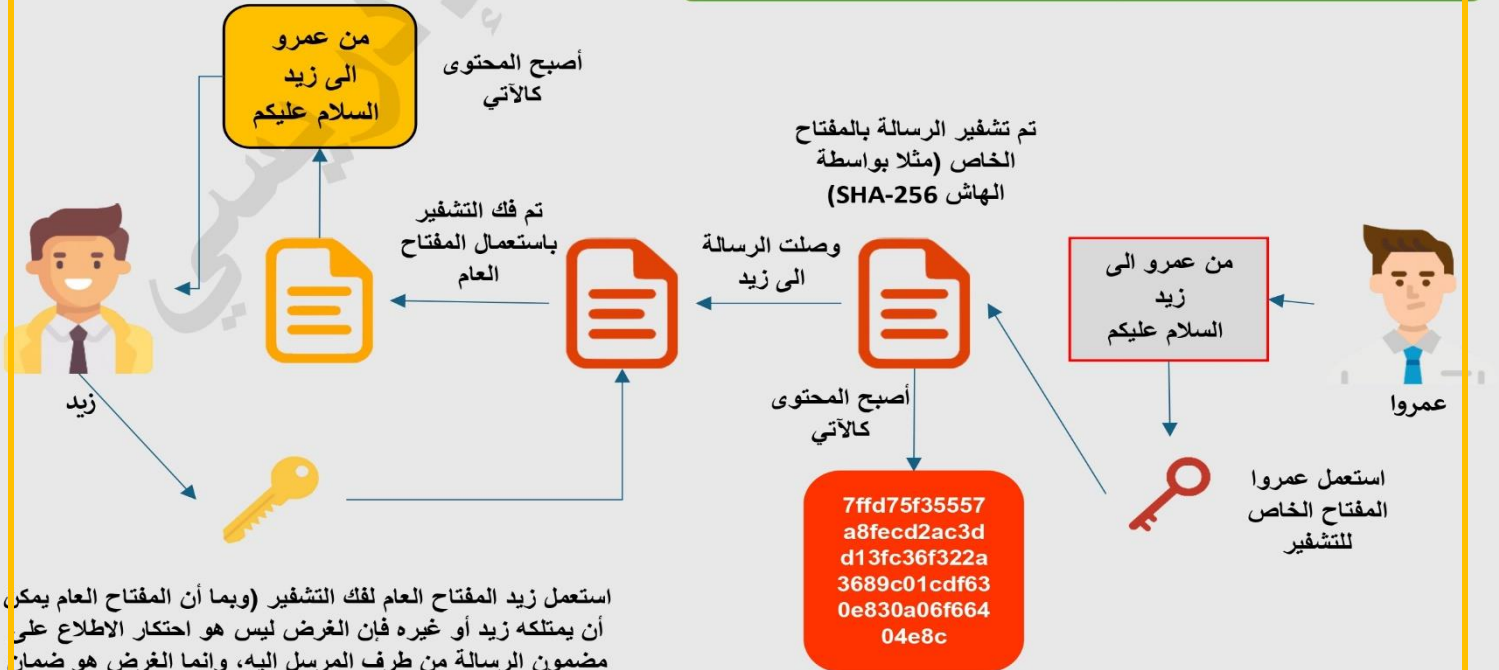 من عمرو
الى زيد
السلام عليكم
أصبح المحتوى
كالآتي
تم تشفير الرسالة بالمفتاح
الخاص (مثلا بواسطة
الهاش SHA-256)
تم فك التشفير
باستعمال المفتاح
العام
وصلت الرسالة
الى زيد
من عمرو الى
زيد
السلام عليكم
زيد
عمروا
أصبح المحتوى
كالآتي
استعمل عمروا
المفتاح الخاص
للتشفير
7ffd75f35557
a8fecd2ac3d
d13fc36f322a
3689c01cdf63
0e830a06f664
04e8c
استعمل زيد المفتاح العام لفك التشفير (وبما أن المفتاح العام يمكن
أن يمتلكه زيد أو غيره فإن الغرض ليس هو احتكار الاطلاع على
مضمون الرسالة من طرف المرسل اليه، وانما الغرض هو ضمان